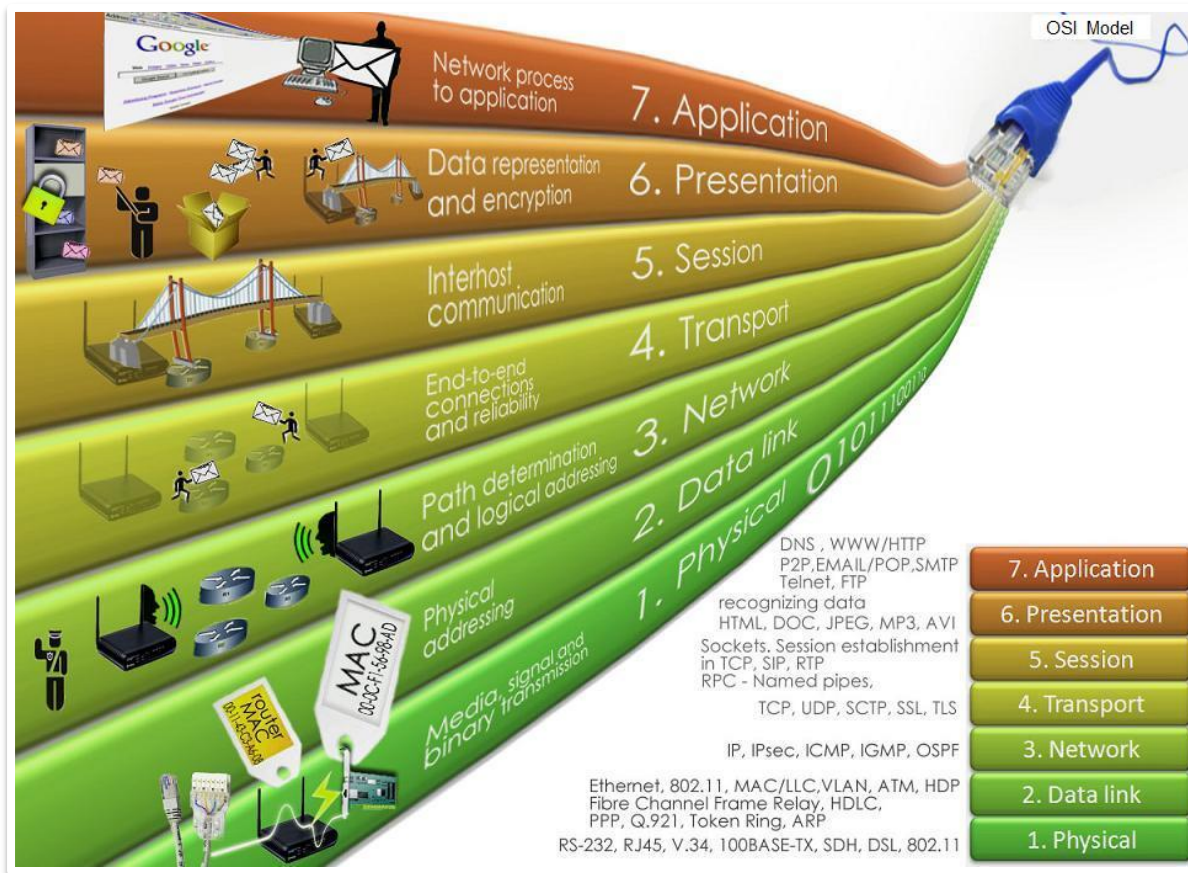 OSI Model
Google
Network process
to application
7. Application
Data representation
and encryption
6. Presentation
Interhost
communication
5. Session
End-to-end
connections
and reliability
4. Transport
Path determination
and logical addressing
3. Network
Physical
addressing
2. Data link
Media, signal and
binary transmission
1. Physical
router
MAC
MAC
00-0C-F1-56-98-AD
DNS , WWW/HTTP
P2P,EMAIL/POP,SMTP
Telnet, FTP
7. Application
recognizing data
HTML, DOC, JPEG, MP3, AVI
6. Presentation
Sockets. Session establishment
in TCP, SIP, RTP
RPC - Named pipes,
5. Session
TCP, UDP, SCTP, SSL, TLS
4. Transport
IP, IPsec, ICMP, IGMP, OSPF
3. Network
Ethernet, 802.11, MAC/LLC,VLAN, ATM, HDP
Fibre Channel Frame Relay, HDLC,
PPP, Q.921, Token Ring, ARP
2. Data link
RS-232, RJ45, V.34, 100BASE-TX, SDH, DSL, 802.11
1. Physical